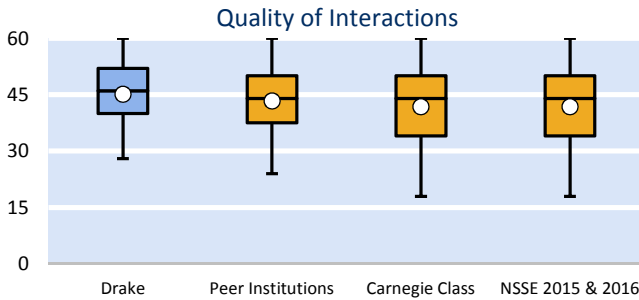 Quality of Interactions
60
45
30
15
0
Drake
Peer Institutions
Carnegie Class
NSSE 2015 & 2016